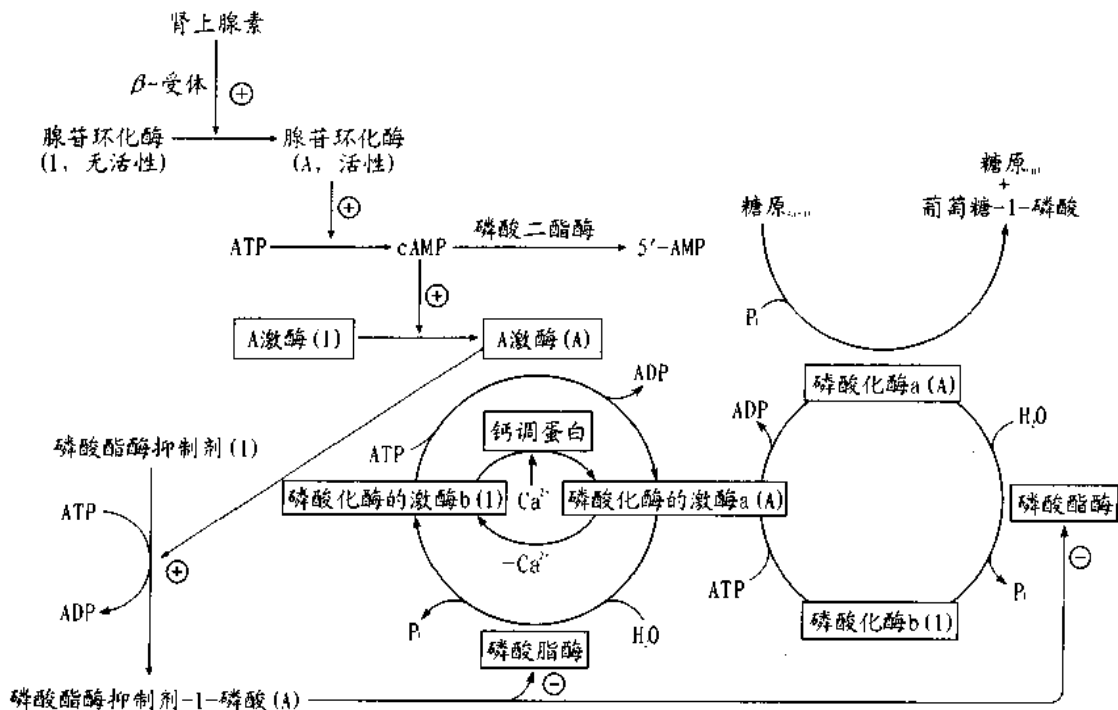 肾上腺素
β-受体
⊕
腺苷环化酶
(1, 无活性)
腺苷环化酶
(A, 活性)
⊕
ATP
cAMP
磷酸二酯酶
5′-AMP
⊕
A激酶(1)
A激酶(A)
糖原
糖原
+
葡萄糖-1-磷酸
Pi
磷酸化酶a(A)
ADP
ADP
H₂O
钙调蛋白
ATP
磷酸酯酶抑制剂(1)
磷酸化酶的激酶b(1)
Ca²⁺
磷酸化酶的激酶a(A)
磷酸酯酶
ATP
-Ca²⁺
⊖
⊕
ATP
Pi
ADP
磷酸化酶b(1)
Pi
H₂O
磷酸脂酶
⊖
磷酸酯酶抑制剂-1-磷酸(A)